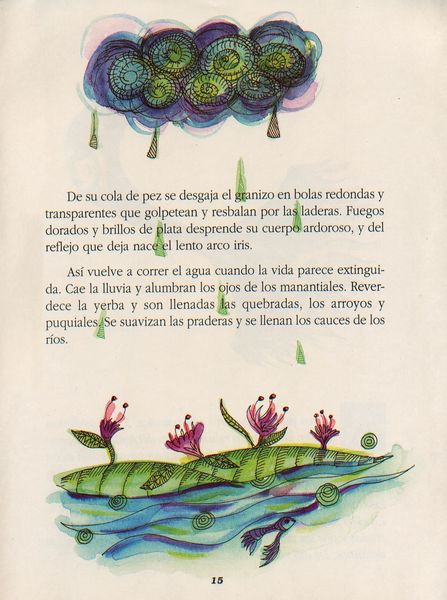 De su cola de pez se desgaja el granizo en bolas redondas y
transparentes que golpetean y resbalan por las laderas. Fuegos
dorados y brillos de plata desprende su cuerpo ardoroso, y del
reflejo que deja nace el lento arco iris.
Así vuelve a correr el agua cuando la vida parece extingui-
da. Cae la lluvia y alumbran los ojos de los manantiales. Rever-
dece la yerba y son llenadas las quebradas, los arroyos y
puquiales. Se suavizan las praderas y se llenan los cauces de los
ríos.
15